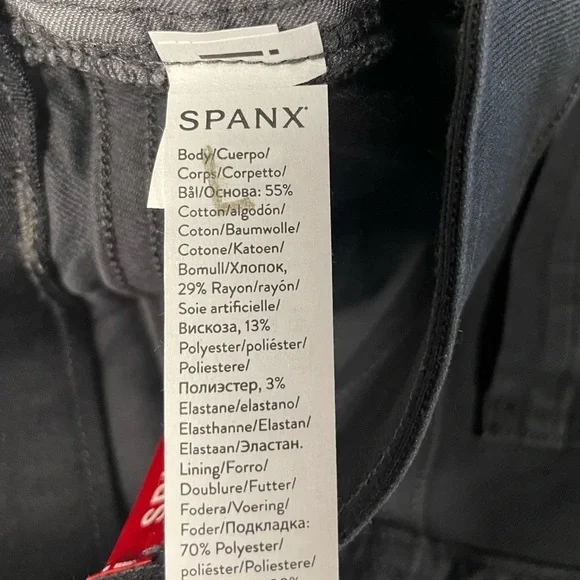 SPANX
Body/Cuerpo/
Corps/Corpetto/
Bål/Основа: 55%
Cotton/algodón/
Coton/Baumwolle/
Cotone/Katoen/
Bomull/Хлопок,
29% Rayon/rayón/
Soie artificielle/
Вискоза, 13%
Polyester/poliéster/
Poliestere/
Полиэстер, 3%
Elastane/elastano/
Elasthanne/Elastan/
Elastaan/Эластан.
Lining/Forro/
Doublure/Futter/
Fodera/Voering/
Foder/Подкладка:
70% Polyester/
poliéster/Poliestere/